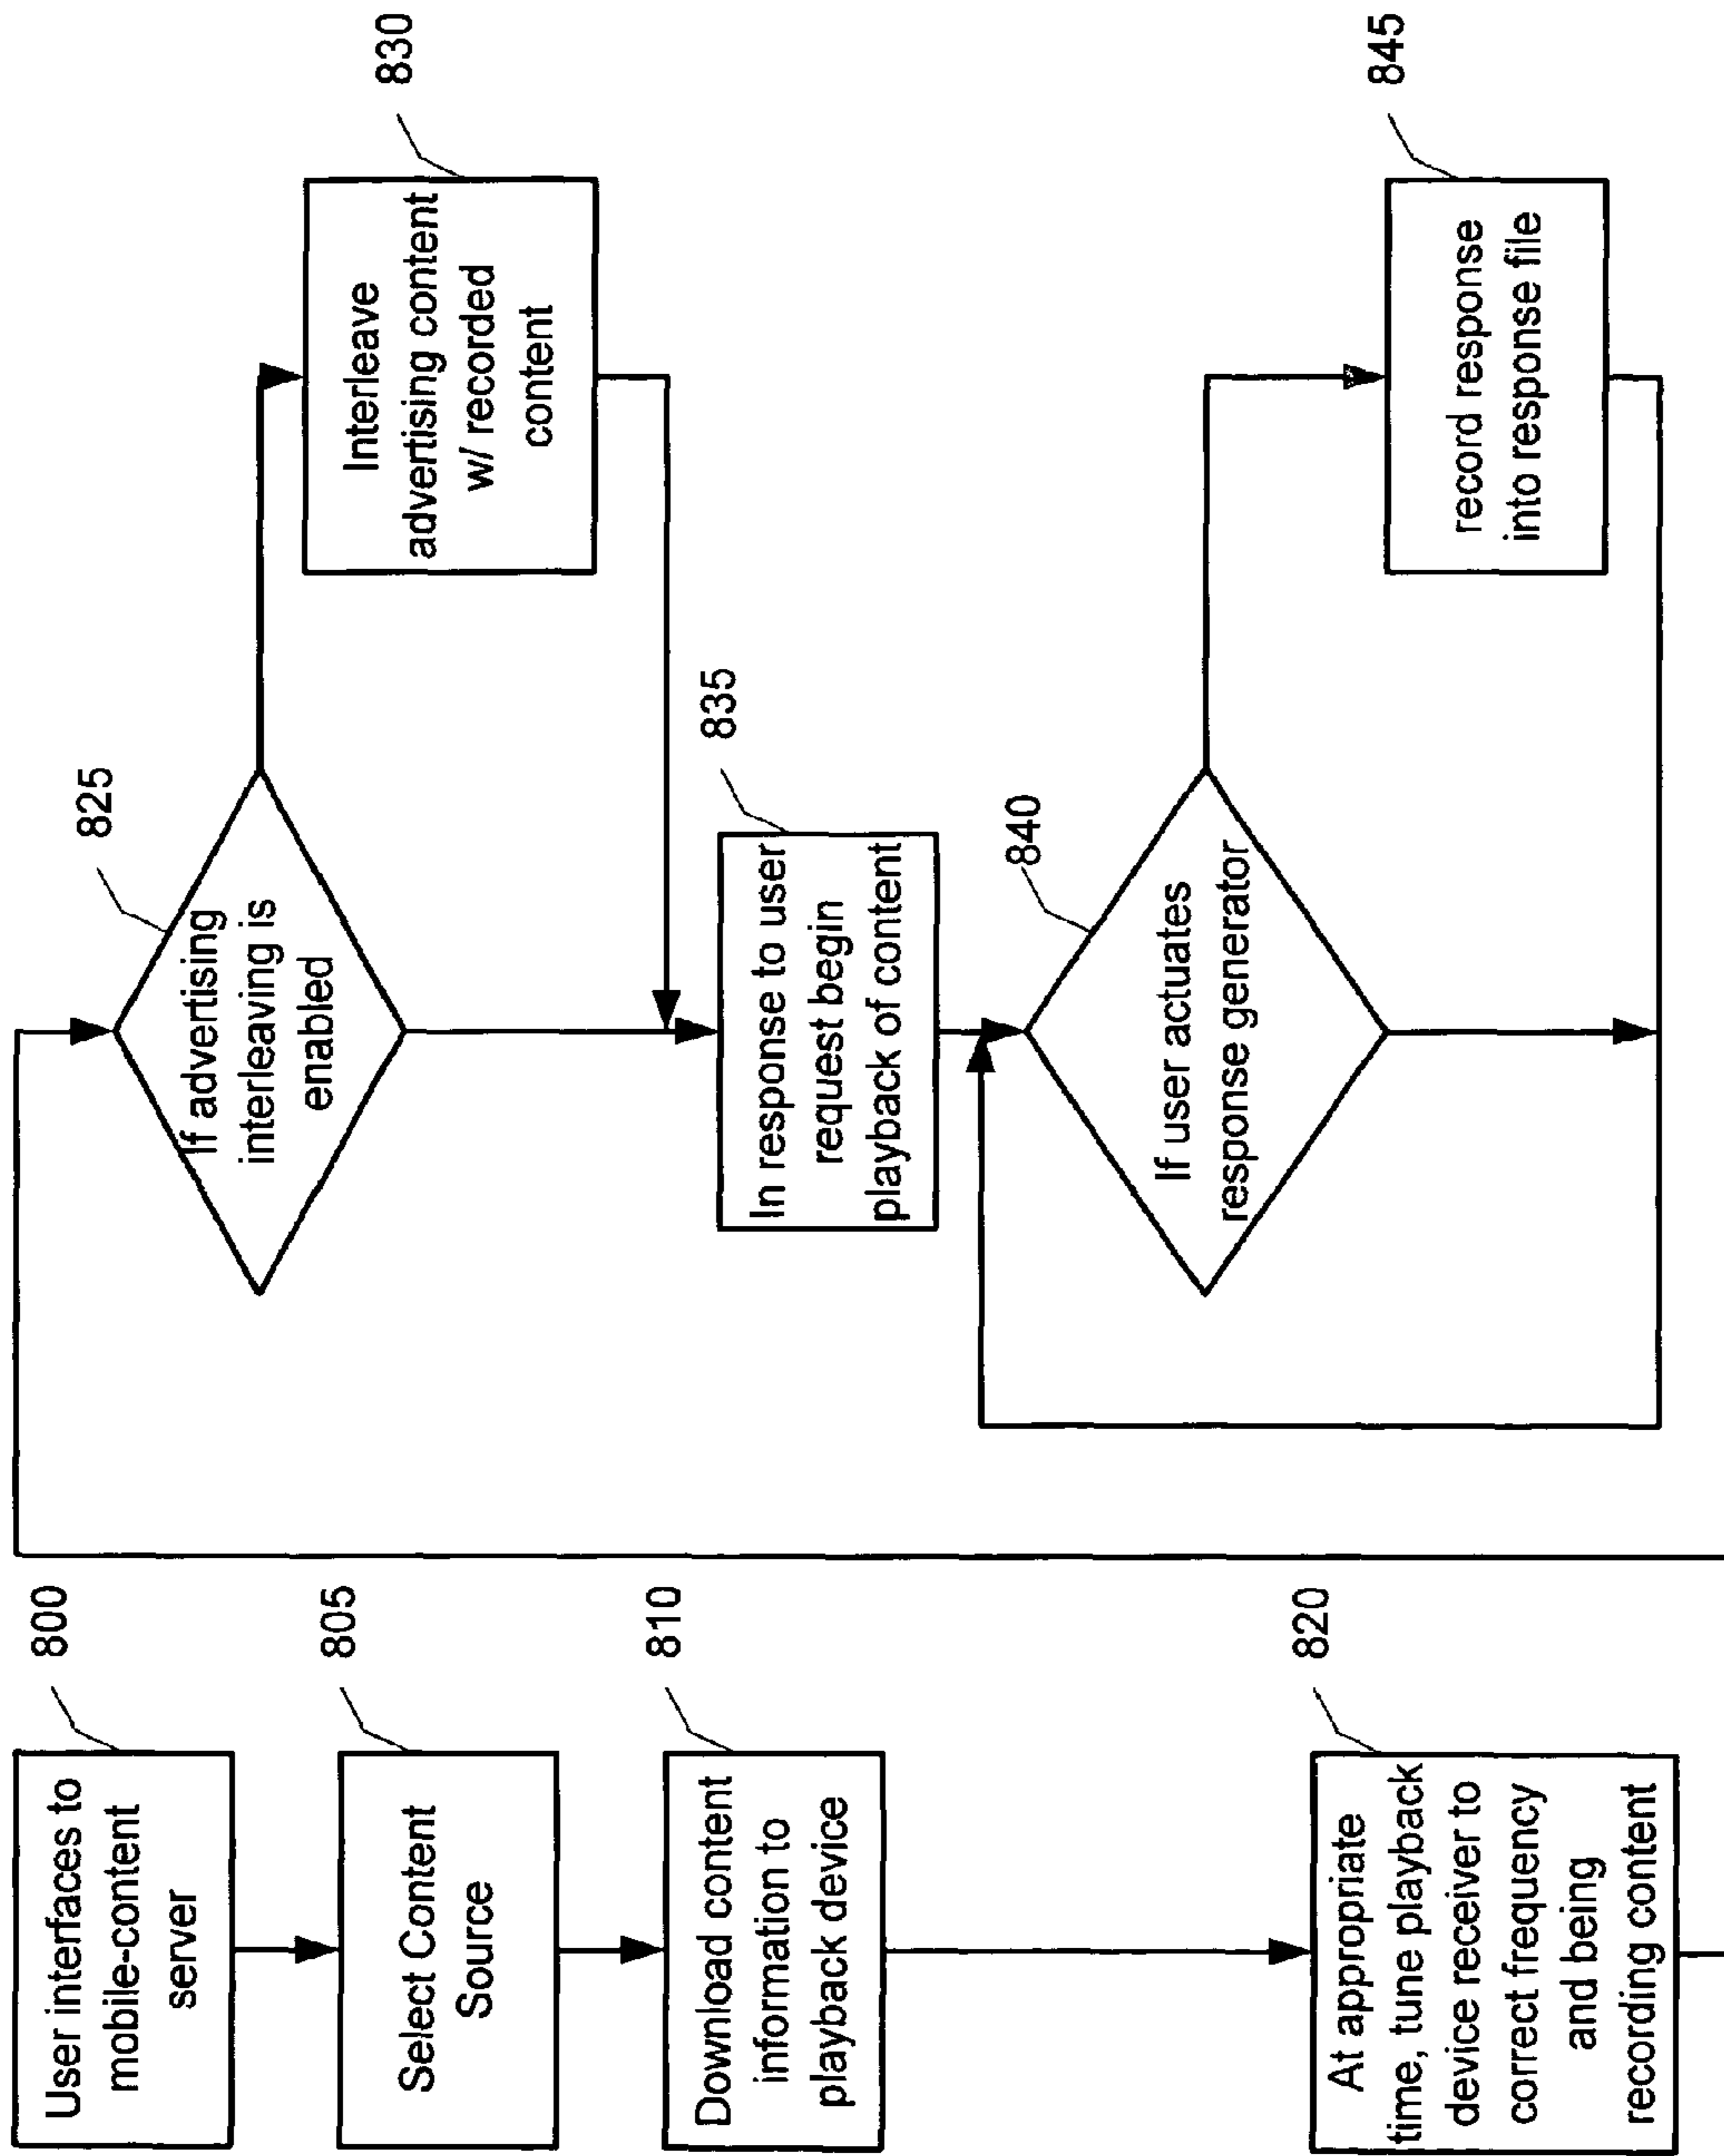 User interfaces to
mobile-content
server
800
Select Content
Source
805
Download content
information to
playback device
810
At appropriate
time, tune playback
device receiver to
correct frequency
and being
recording content
820
If advertising
interleaving is
enabled
825
Interleave
advertising content
w/ recorded
content
830
In response to user
request begin
playback of content
835
If user actuates
response generator
840
record response
into response file
845